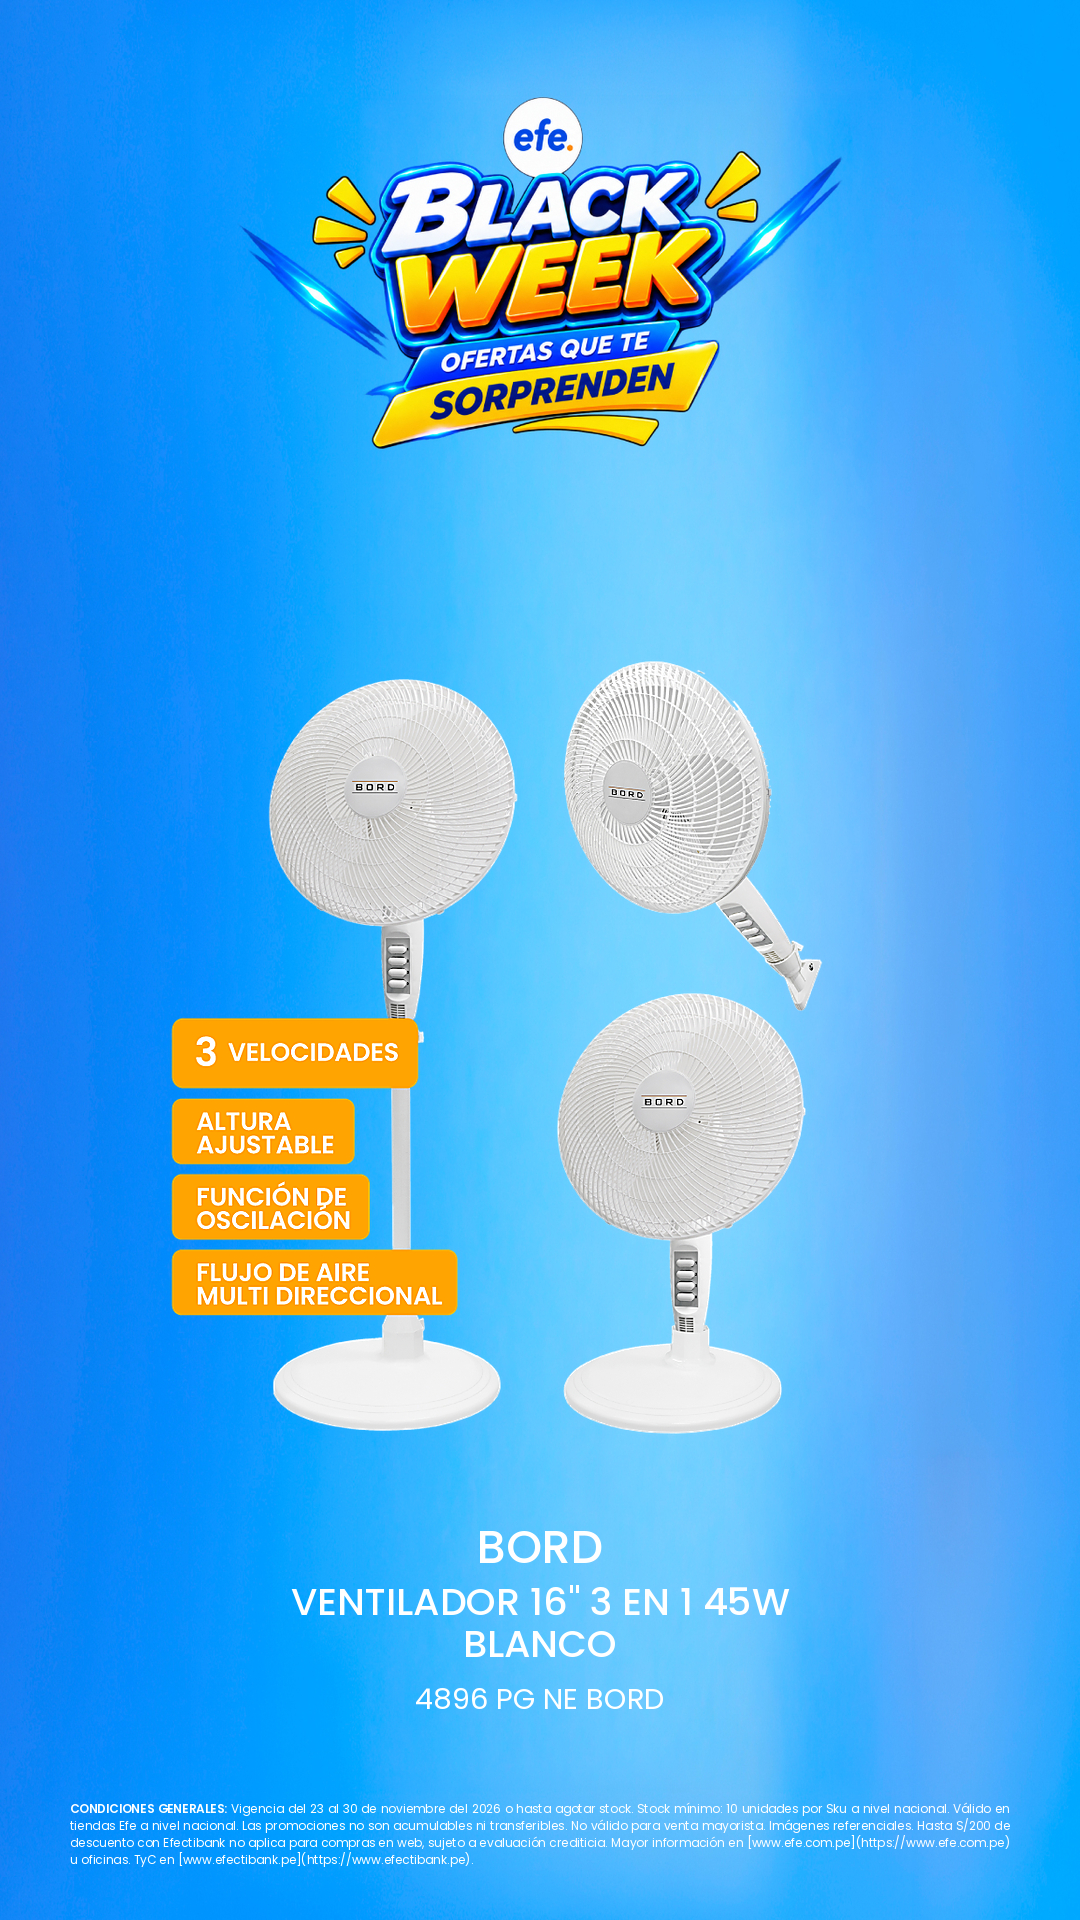 efe.
BLACK
WEEK
OFERTAS QUE TE
SORPRENDEN
BORD
BORD
3 VELOCIDADES
ALTURA
AJUSTABLE
BORD
FUNCIÓN DE
OSCILACIÓN
FLUJO DE AIRE
MULTI DIRECCIONAL
BORD
VENTILADOR 16" 3 EN 1 45W
BLANCO
4896 PG NE BORD
CONDICIONES GENERALES: Vigencia del 23 al 30 de noviembre del 2026 o hasta agotar stock. Stock mínimo: 10 unidades por Sku a nivel nacional. Válido en
tiendas Efe a nivel nacional. Las promociones no son acumulables ni transferibles. No válido para venta mayorista. Imágenes referenciales. Hasta S/200 de
descuento con Efectibank no aplica para compras en web, sujeto a evaluación crediticia. Mayor información en [www.efe.com.pe](https://www.efe.com.pe)
u oficinas. TyC en [www.efectibank.pe](https://www.efectibank.pe).